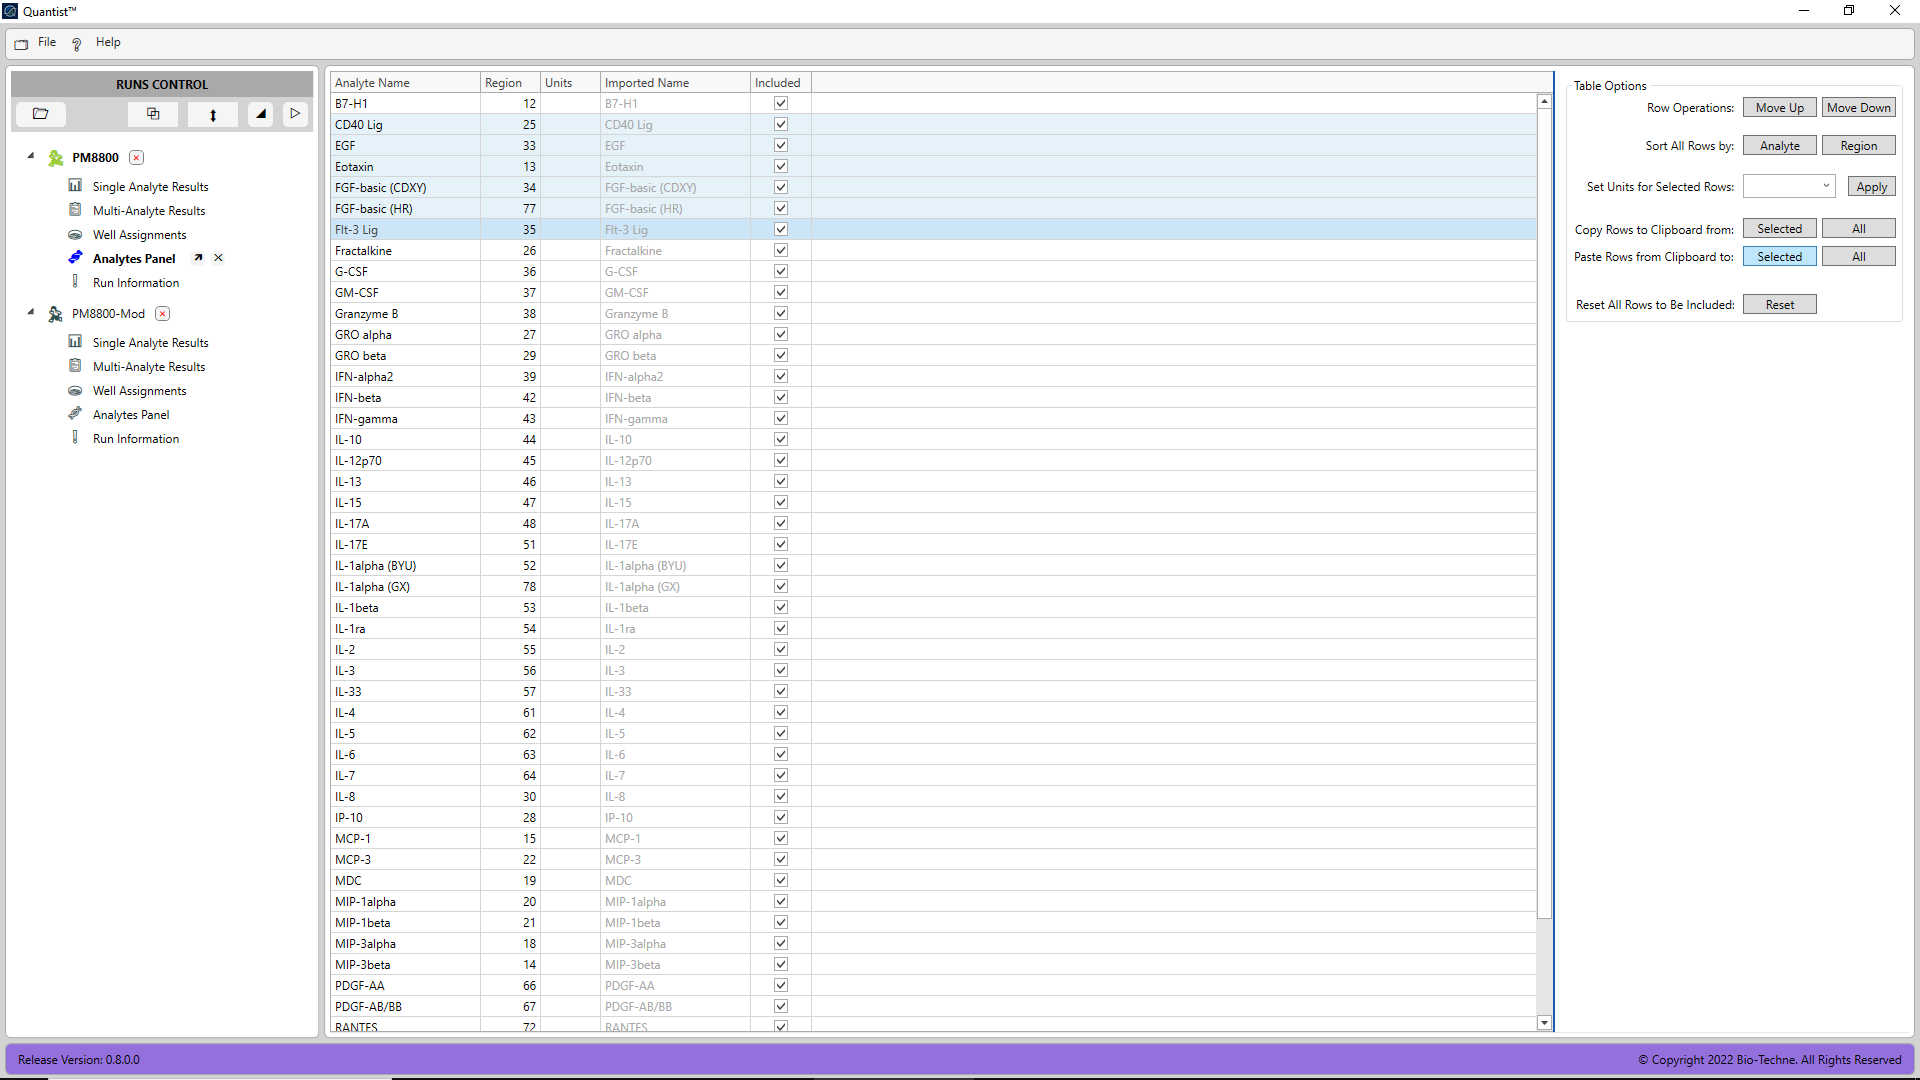 Quantist™
File Help
RUNS CONTROL
PM8800
Single Analyte Results
Multi-Analyte Results
Well Assignments
Analytes Panel
Run Information
PM8800-Mod
Single Analyte Results
Multi-Analyte Results
Well Assignments
Analytes Panel
Run Information
Analyte Name Region Units Imported Name Included
B7-H1 12 B7-H1
CD40 Lig 25 CD40 Lig
EGF 33 EGF
Eotaxin 13 Eotaxin
FGF-basic (CDXY) 34 FGF-basic (CDXY)
FGF-basic (HR) 77 FGF-basic (HR)
Flt-3 Lig 35 Flt-3 Lig
Fractalkine 26 Fractalkine
G-CSF 36 G-CSF
GM-CSF 37 GM-CSF
Granzyme B 38 Granzyme B
GRO alpha 27 GRO alpha
GRO beta 29 GRO beta
IFN-alpha2 39 IFN-alpha2
IFN-beta 42 IFN-beta
IFN-gamma 43 IFN-gamma
IL-10 44 IL-10
IL-12p70 45 IL-12p70
IL-13 46 IL-13
IL-15 47 IL-15
IL-17A 48 IL-17A
IL-17E 51 IL-17E
IL-1alpha (BYU) 52 IL-1alpha (BYU)
IL-1alpha (GX) 78 IL-1alpha (GX)
IL-1beta 53 IL-1beta
IL-1ra 54 IL-1ra
IL-2 55 IL-2
IL-3 56 IL-3
IL-33 57 IL-33
IL-4 61 IL-4
IL-5 62 IL-5
IL-6 63 IL-6
IL-7 64 IL-7
IL-8 30 IL-8
IP-10 28 IP-10
MCP-1 15 MCP-1
MCP-3 22 MCP-3
MDC 19 MDC
MIP-1alpha 20 MIP-1alpha
MIP-1beta 21 MIP-1beta
MIP-3alpha 18 MIP-3alpha
MIP-3beta 14 MIP-3beta
PDGF-AA 66 PDGF-AA
PDGF-AB/BB 67 PDGF-AB/BB
RANTES 72 RANTES
Table Options
Row Operations: Move Up Move Down
Sort All Rows by: Analyte Region
Set Units for Selected Rows: Apply
Copy Rows to Clipboard from: Selected All
Paste Rows from Clipboard to: Selected All
Reset All Rows to Be Included: Reset
Release Version: 0.8.0.0
© Copyright 2022 Bio-Techne. All Rights Reserved